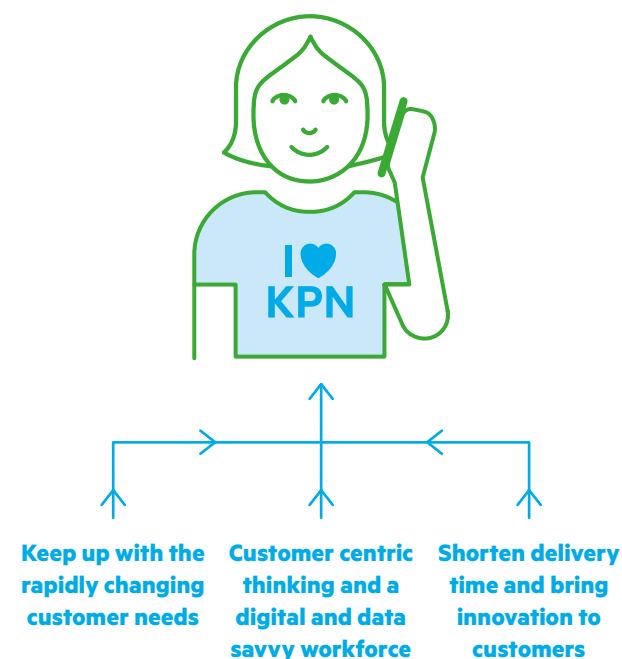 I ♥
KPN
Keep up with the
rapidly changing
customer needs
Customer centric
thinking and a
digital and data
savvy workforce
Shorten delivery
time and bring
innovation to
customers